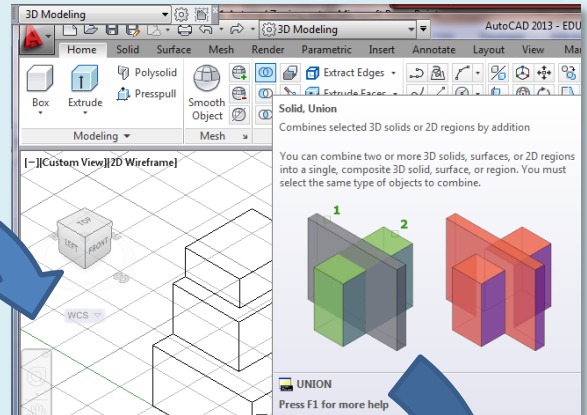 3D Modeling
3D Modeling AutoCAD 2013 - EDU
Home Solid Surface Mesh Render Parametric Insert Annotate Layout View Ma
Box
Extrude
Polysolid
Presspull
Smooth
Object
Extract Edges
Extrude Faces
Modeling
Mesh
Solid, Union
Combines selected 3D solids or 2D regions by addition
You can combine two or more 3D solids, surfaces, or 2D regions
into a single, composite 3D solid, surface, or region. You must
select the same type of objects to combine.
1
2
UNION
Press F1 for more help
[−][Custom View][2D Wireframe]
TOP
LEFT
FRONT
WCS